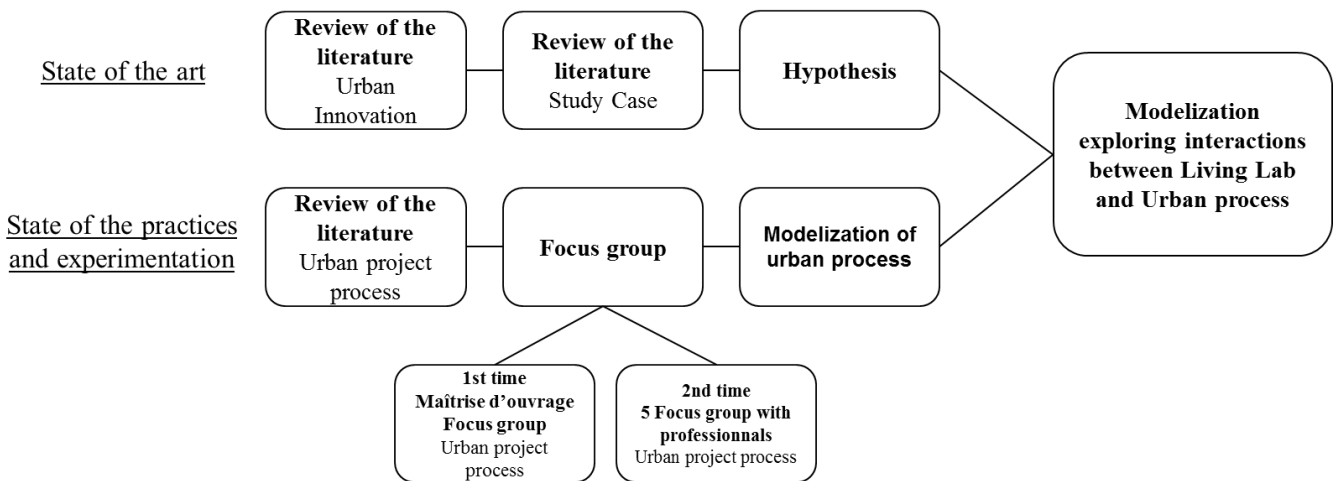 State of the art
Review of the
literature
Urban
Innovation
Review of the
literature
Study Case
Hypothesis
Modelization
exploring interactions
between Living Lab
and Urban process
State of the practices
and experimentation
Review of the
literature
Urban project
process
Focus group
Modelization of
urban process
1st time
Maîtrise d’ouvrage
Focus group
Urban project
process
2nd time
5 Focus group with
professionnals
Urban project process